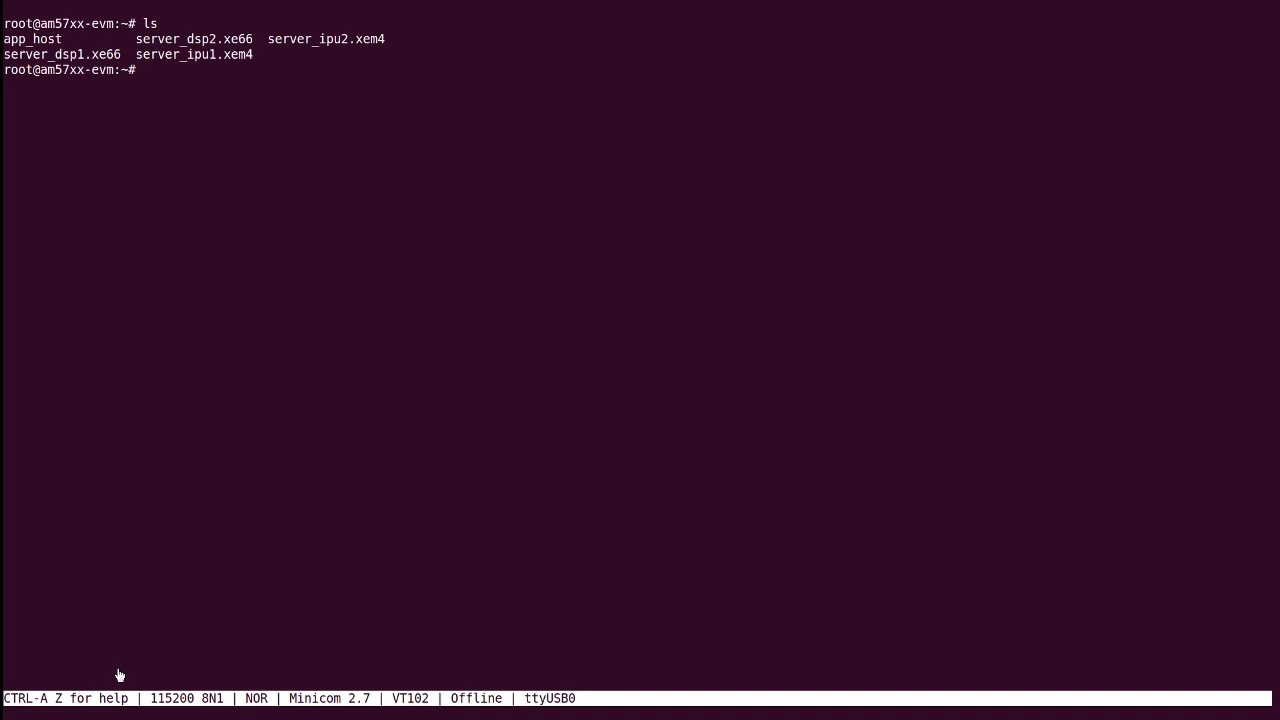 root@am57xx-evm:~# ls
app_host          server_dsp2.xe66  server_ipu2.xem4
server_dsp1.xe66  server_ipu1.xem4
root@am57xx-evm:~#
CTRL-A Z for help | 115200 8N1 | NOR | Minicom 2.7 | VT102 | Offline | ttyUSB0